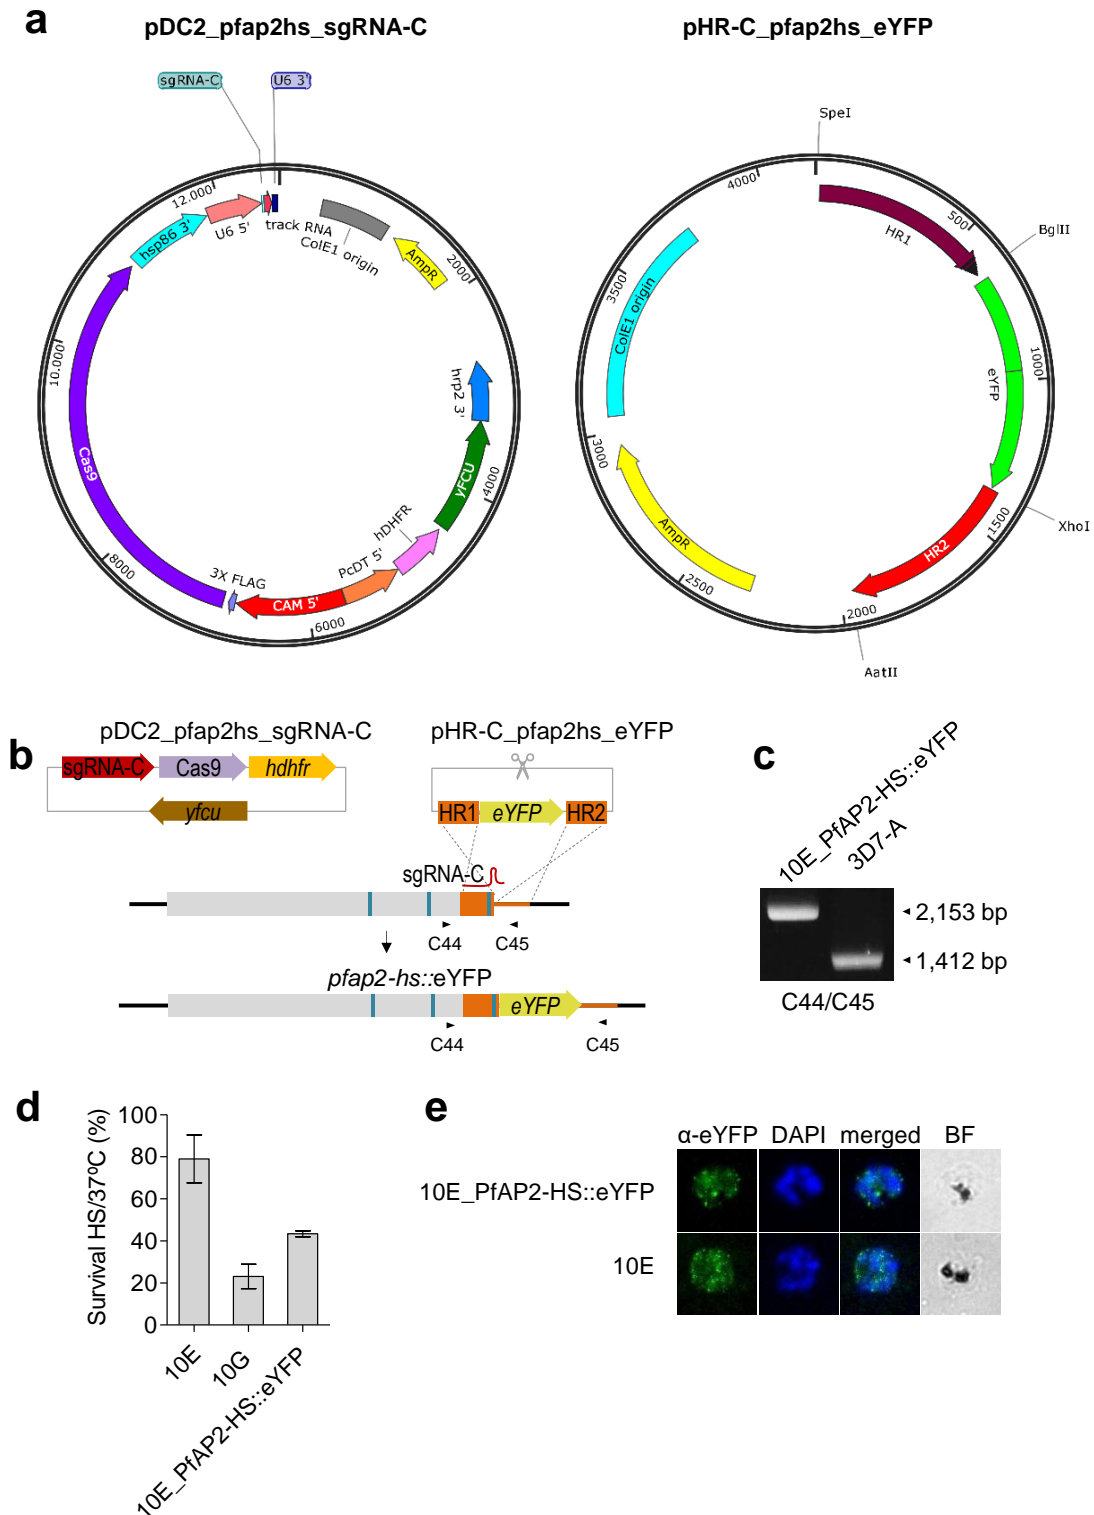 a
pDC2_pfap2hs_sgRNA-C
pHR-C_pfap2hs_eYFP
sgRNA-C
U6 3'
12.000
hsp86 3'
U6 5'
track RNA
ColE1 origin
AmpR
2000
10.000
hrp2 3'
Cas9
yFCU
4000
hDHFR
PcDT 5'
8000
3X FLAG
CAM 5'
6000
SpeI
4000
HR1
500
BglII
3500
ColE1 origin
eYFP
1000
3000
AmpR
HR2
1500
XhoI
2500
2000
AatII
b
pDC2_pfap2hs_sgRNA-C
pHR-C_pfap2hs_eYFP
sgRNA-C
Cas9
hdhfr
yfcu
HR1
eYFP
HR2
sgRNA-C
C44
C45
pfap2-hs::eYFP
eYFP
C44
C45
c
10E_PfAP2-HS::eYFP
3D7-A
2,153 bp
1,412 bp
C44/C45
d
Survival HS/37ºC (%)
100
80
60
40
20
0
10E
10G
10E_PfAP2-HS::eYFP
e
α-eYFP DAPI merged BF
10E_PfAP2-HS::eYFP
10E